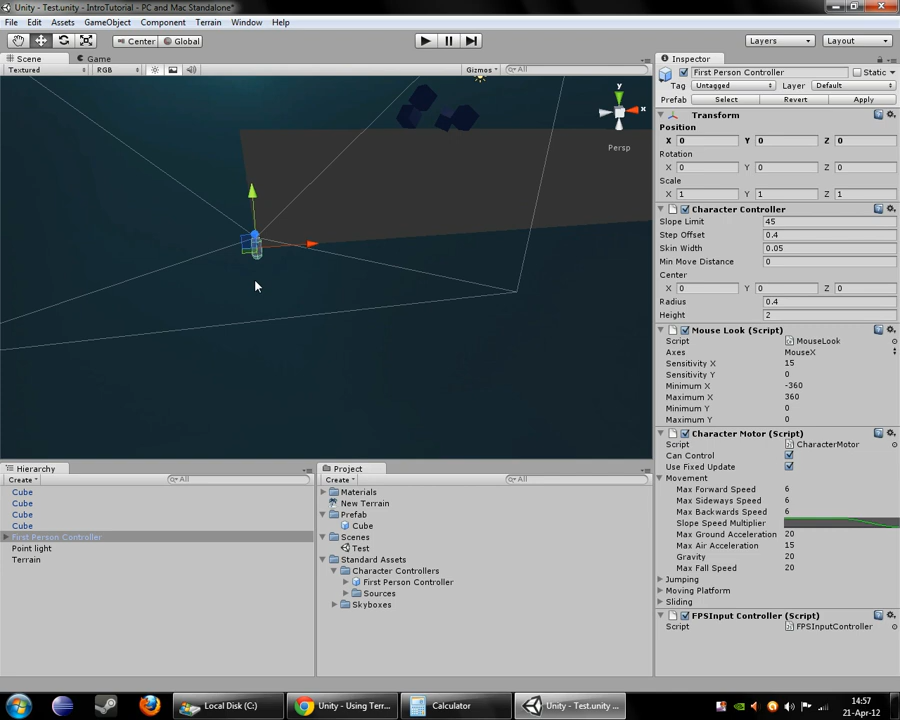 Unity - Test.unity - IntroTutorial - PC and Mac Standalone*
File Edit Assets GameObject Component Terrain Window Help
Center Global Layers Layout
Scene Game
Textured RGB Gizmos All
y
x
Persp
Inspector
First Person Controller Static
Tag Untagged Layer Default
Prefab Select Revert Apply
Transform
Position
X 0 Y 0 Z 0
Rotation
X 0 Y 0 Z 0
Scale
X 1 Y 1 Z 1
Character Controller
Slope Limit 45
Step Offset 0.4
Skin Width 0.05
Min Move Distance 0
Center
X 0 Y 0 Z 0
Radius 0.4
Height 2
Mouse Look (Script)
Script MouseLook
Axes MouseX
Sensitivity X 15
Sensitivity Y 0
Minimum X -360
Maximum X 360
Minimum Y 0
Maximum Y 0
Character Motor (Script)
Script CharacterMotor
Can Control
Use Fixed Update
Movement
Max Forward Speed 6
Max Sideways Speed 6
Max Backwards Speed 6
Slope Speed Multiplier
Max Ground Acceleration 20
Max Air Acceleration 15
Gravity 20
Max Fall Speed 20
Jumping
Moving Platform
Sliding
FPSInput Controller (Script)
Script FPSInputController
Hierarchy
Create All
Cube
Cube
Cube
Cube
First Person Controller
Point light
Terrain
Project
Create All
Materials
New Terrain
Prefab
Cube
Scenes
Test
Standard Assets
Character Controllers
First Person Controller
Sources
Skyboxes
Local Disk (C:) Unity - Using Terr... Calculator Unity - Test.unity - ...
14:57
21-Apr-12